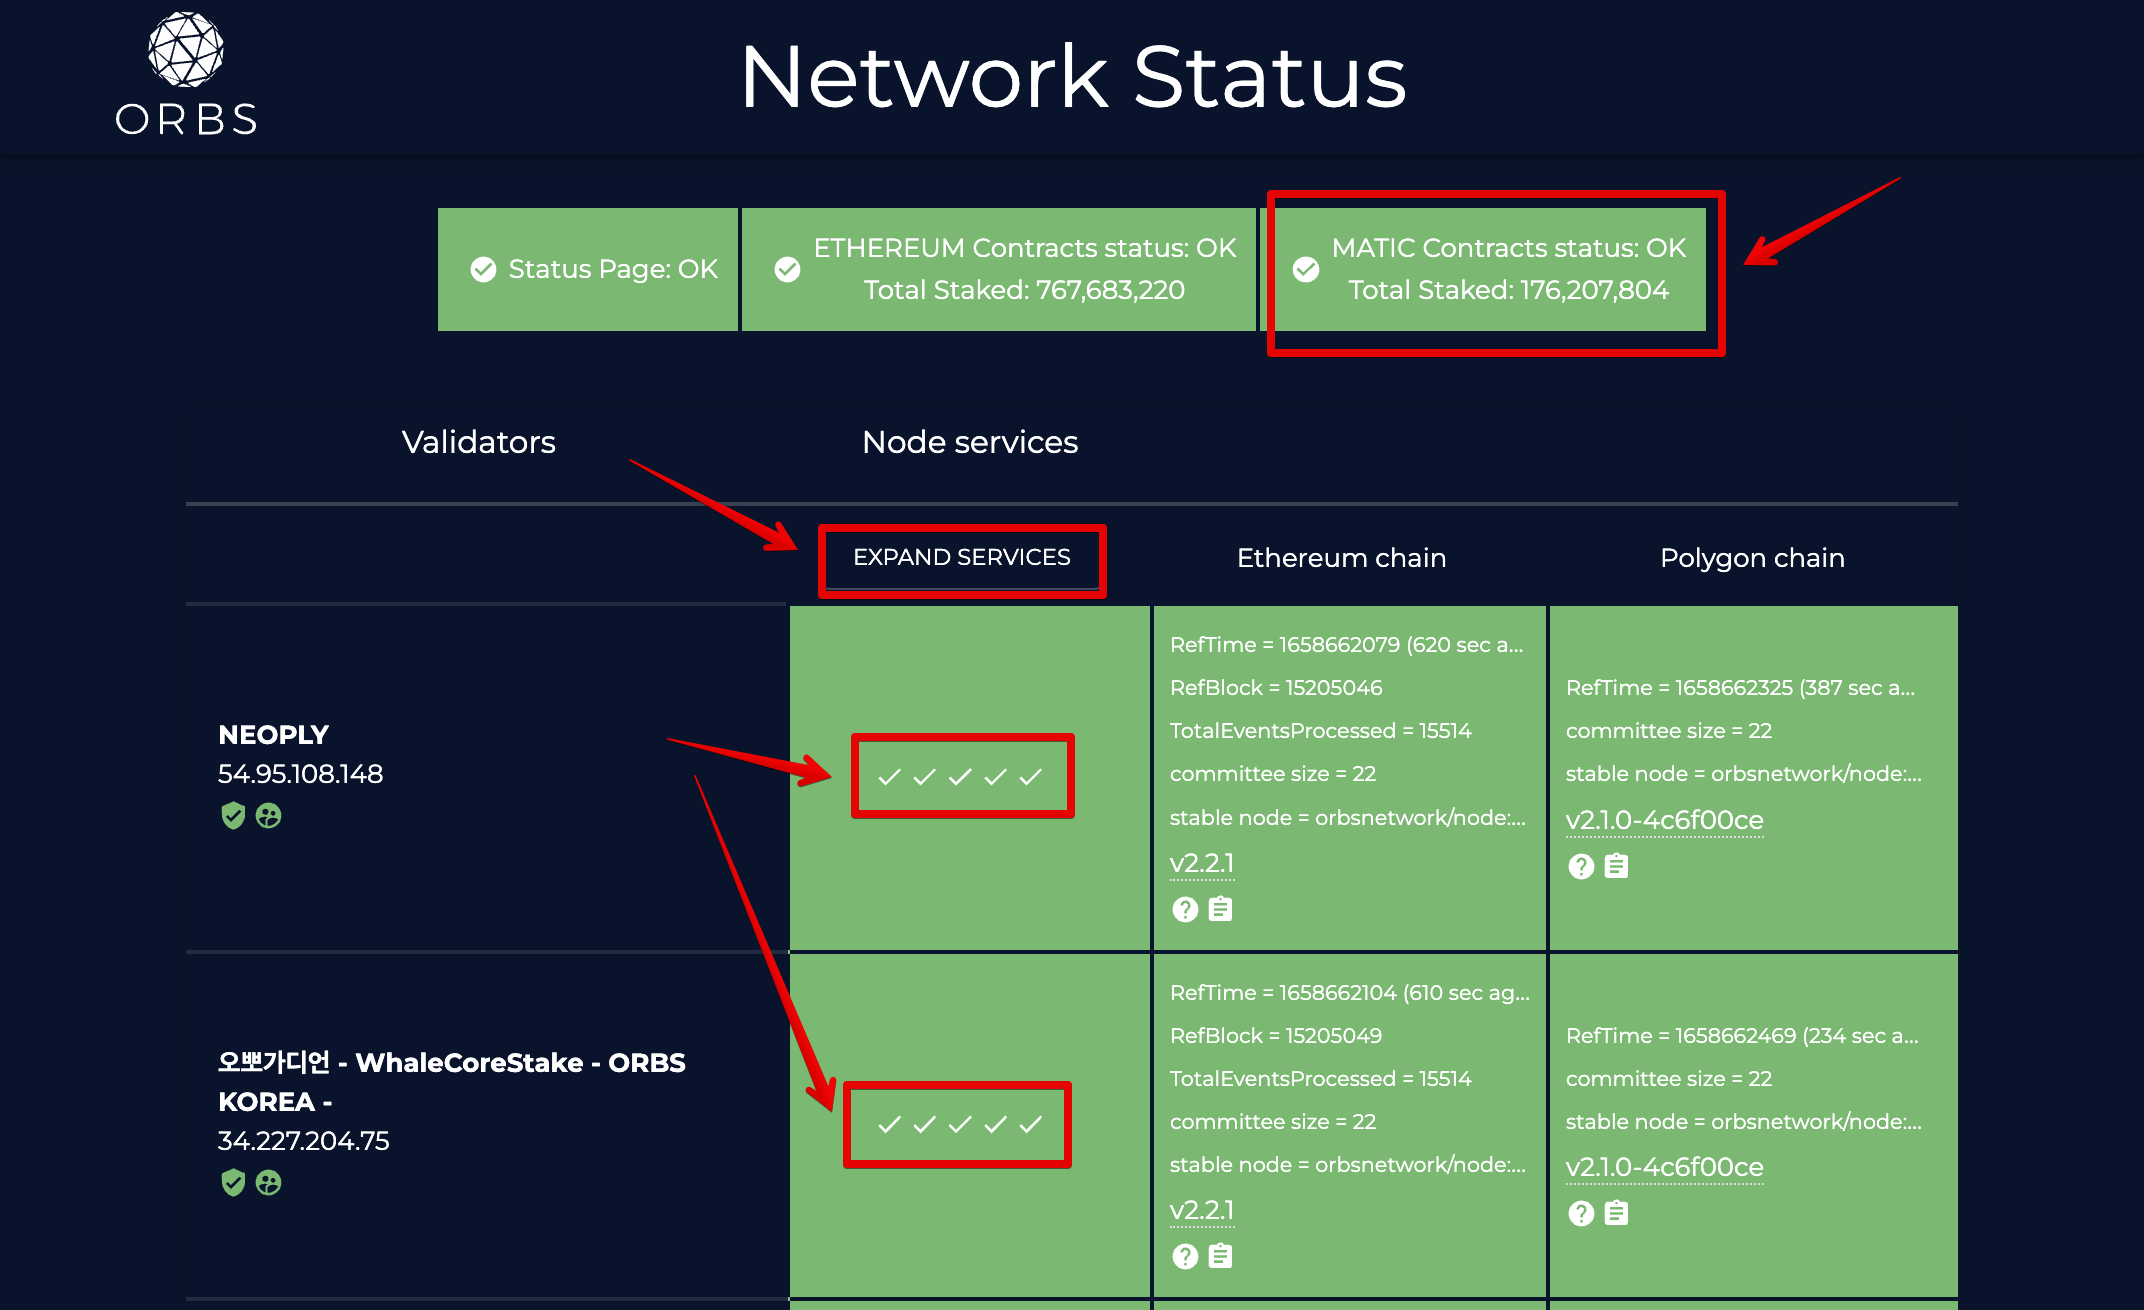 ORBS
Network Status
Status Page: OK
ETHEREUM Contracts status: OK
Total Staked: 767,683,220
MATIC Contracts status: OK
Total Staked: 176,207,804
Validators
Node services
EXPAND SERVICES
Ethereum chain
Polygon chain
NEOPLY
54.95.108.148
RefTime = 1658662079 (620 sec a...
RefBlock = 15205046
TotalEventsProcessed = 15514
committee size = 22
stable node = orbsnetwork/node:...
v2.2.1
RefTime = 1658662325 (387 sec a...
committee size = 22
stable node = orbsnetwork/node:...
v2.1.0-4c6f00ce
오뽀가디언 - WhaleCoreStake - ORBS
KOREA -
34.227.204.75
RefTime = 1658662104 (610 sec ag...
RefBlock = 15205049
TotalEventsProcessed = 15514
committee size = 22
stable node = orbsnetwork/node:...
v2.2.1
RefTime = 1658662469 (234 sec a...
committee size = 22
stable node = orbsnetwork/node:...
v2.1.0-4c6f00ce